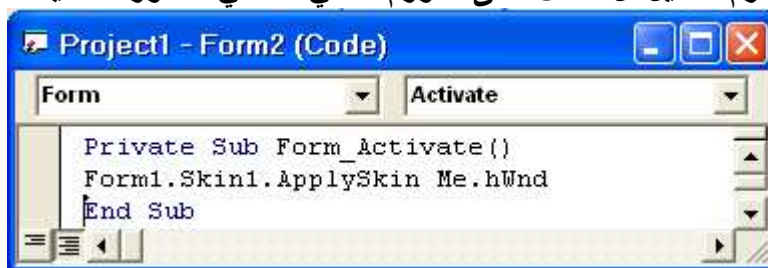 Project1 - Form2 (Code)
Form Activate
Private Sub Form_Activate()
Form1.Skin1.ApplySkin Me.hWnd
End Sub